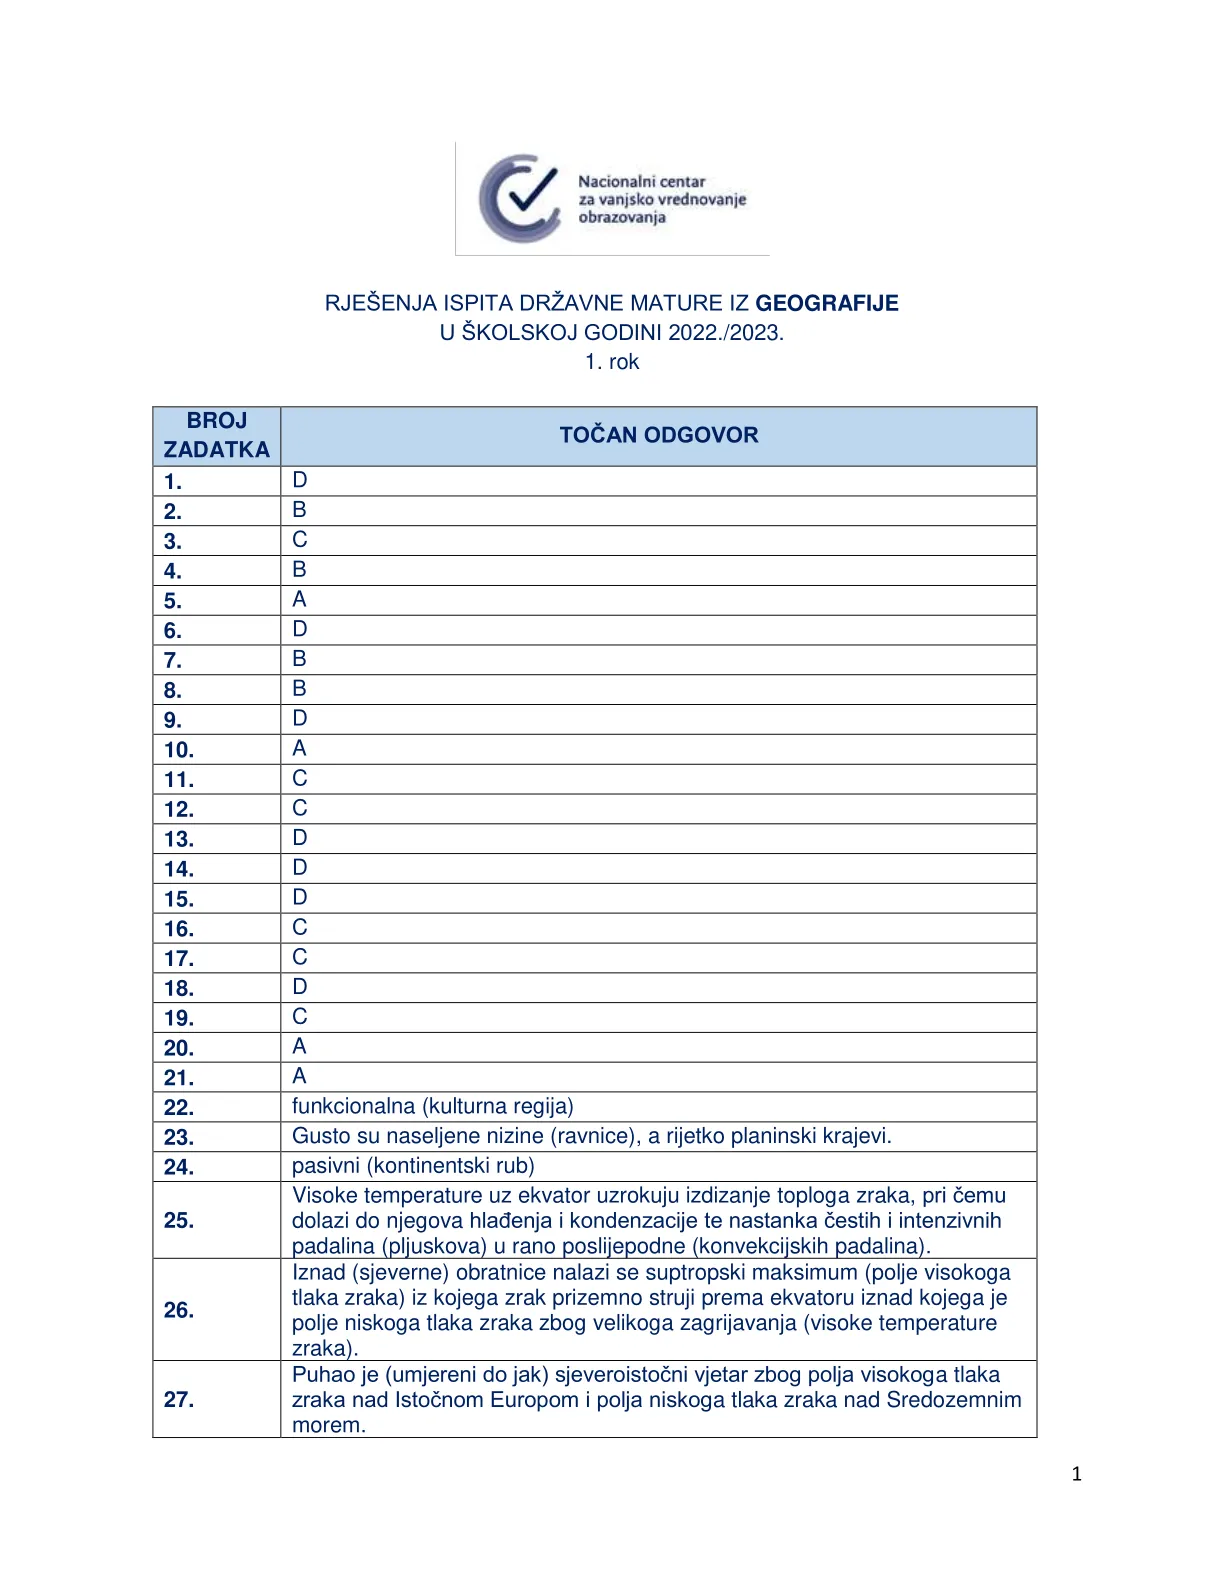 Nacionalni centar
za vanjsko vrednovanje
obrazovanja
RJEŠENJA ISPITA DRŽAVNE MATURE IZ GEOGRAFIJE
U ŠKOLSKOJ GODINI 2022./2023.
1. rok
BROJ ZADATKA TOČAN ODGOVOR
1. D
2. B
3. C
4. B
5. A
6. D
7. B
8. B
9. D
10. A
11. C
12. C
13. D
14. D
15. D
16. C
17. C
18. D
19. C
20. A
21. A
22. funkcionalna (kulturna regija)
23. Gusto su naseljene nizine (ravnice), a rijetko planinski krajevi.
24. pasivni (kontinentski rub)
25. Visoke temperature uz ekvator uzrokuju izdizanje toploga zraka, pri čemu
dolazi do njegova hlađenja i kondenzacije te nastanka čestih i intenzivnih
padalina (pljuskova) u rano poslijepodne (konvekcijskih padalina).
26. Iznad (sjeverne) obratnice nalazi se suptropski maksimum (polje visokoga
tlaka zraka) iz kojega zrak prizemno struji prema ekvatoru iznad kojega je
polje niskoga tlaka zraka zbog velikoga zagrijavanja (visoke temperature
zraka).
27. Puhao je (umjereni do jak) sjeveroistočni vjetar zbog polja visokoga tlaka
zraka nad Istočnom Europom i polja niskoga tlaka zraka nad Sredozemnim
morem.
1